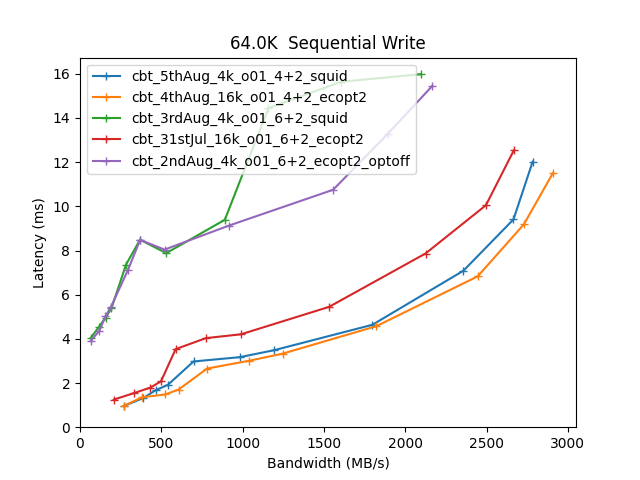 64.0K  Sequential Write
cbt_5thAug_4k_o01_4+2_squid
cbt_4thAug_16k_o01_4+2_ecopt2
cbt_3rdAug_4k_o01_6+2_squid
cbt_31stJul_16k_o01_6+2_ecopt2
cbt_2ndAug_4k_o01_6+2_ecopt2_optoff
Latency (ms)
16
14
12
10
8
6
4
2
0
0 500 1000 1500 2000 2500 3000
Bandwidth (MB/s)